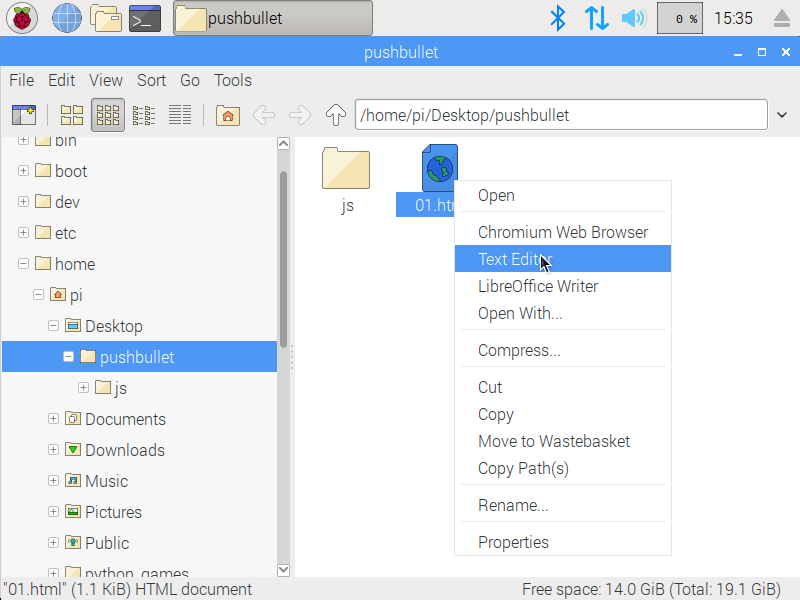 pushbullet
0 %
15:35
pushbullet
File Edit View Sort Go Tools
/home/pi/Desktop/pushbullet
bin
boot
dev
etc
home
pi
Desktop
pushbullet
js
Documents
Downloads
Music
Pictures
Public
python_games
js
01.htm
Open
Chromium Web Browser
Text Editor
LibreOffice Writer
Open With...
Compress...
Cut
Copy
Move to Wastebasket
Copy Path(s)
Rename...
Properties
"01.html" (1.1 KiB) HTML document
Free space: 14.0 GiB (Total: 19.1 GiB)